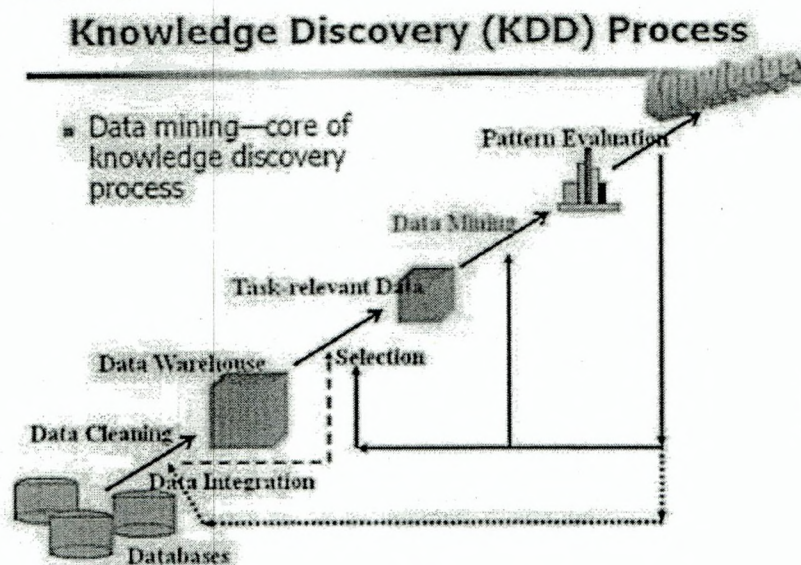 Knowledge Discovery (KDD) Process
▪ Data mining—core of
knowledge discovery
process
Pattern Evaluation
Data Mining
Task-relevant Data
Selection
Data Warehouse
Data Cleaning
Data Integration
Databases